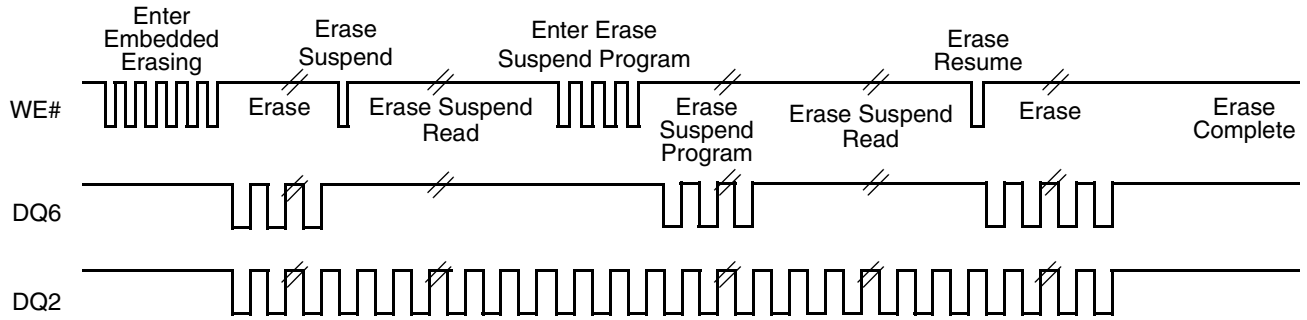 Enter
Embedded
Erasing
Erase
Suspend
Enter Erase
Suspend Program
Erase
Resume
WE#
Erase
Erase Suspend
Read
Erase
Suspend
Program
Erase Suspend
Read
Erase
Erase
Complete
DQ6
DQ2